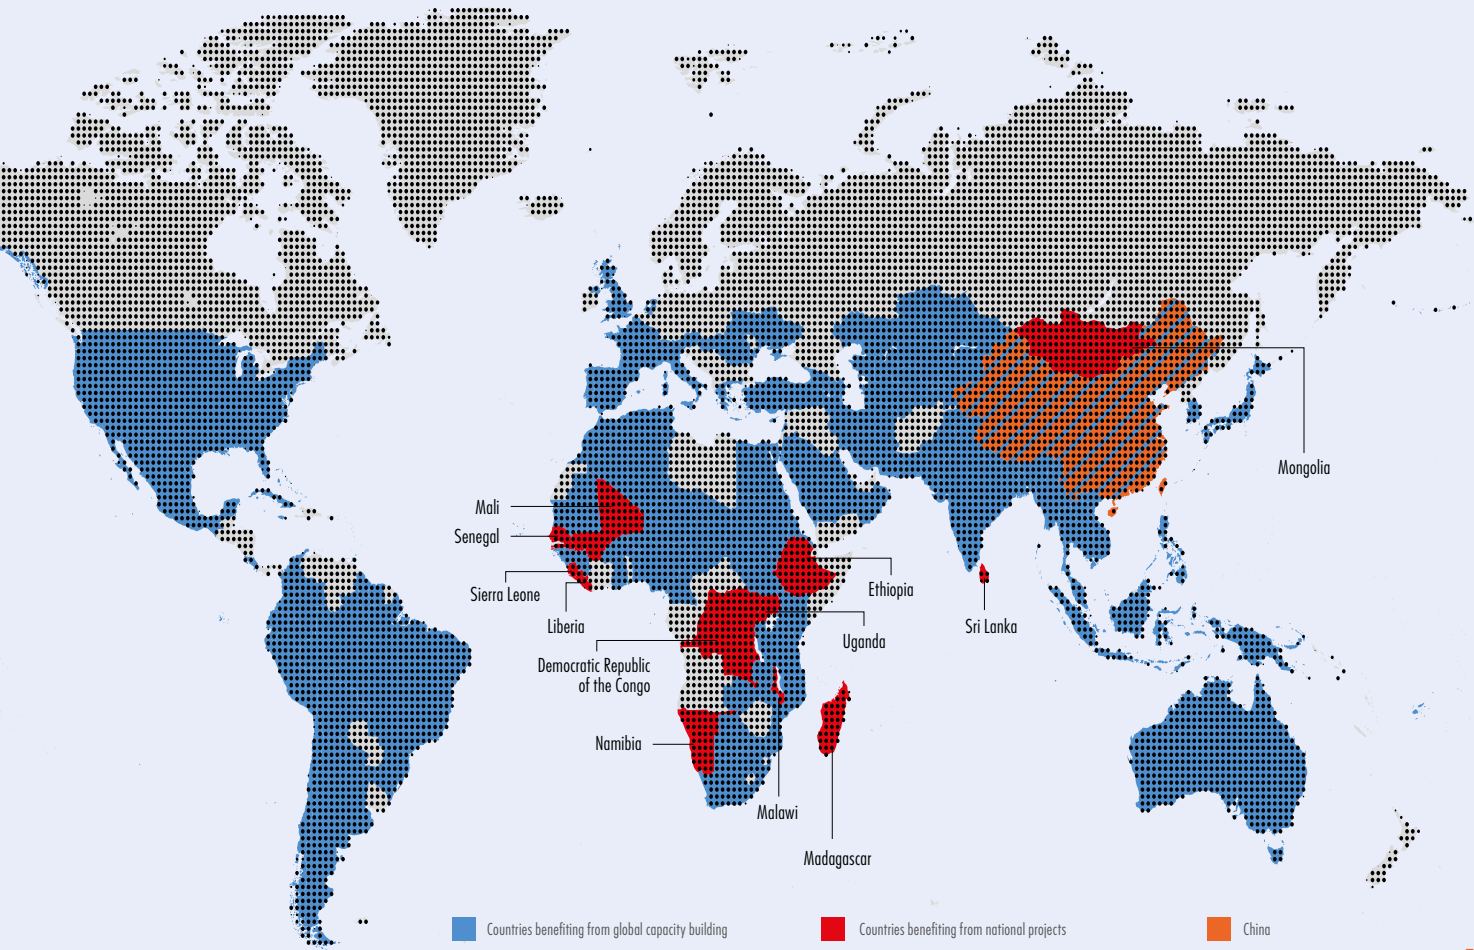 Mongolia
Mali
Senegal
Sierra Leone
Ethiopia
Liberia
Sri Lanka
Uganda
Democratic Republic
of the Congo
Namibia
Malawi
Madagascar
Countries benefiting from global capacity building
Countries benefiting from national projects
China